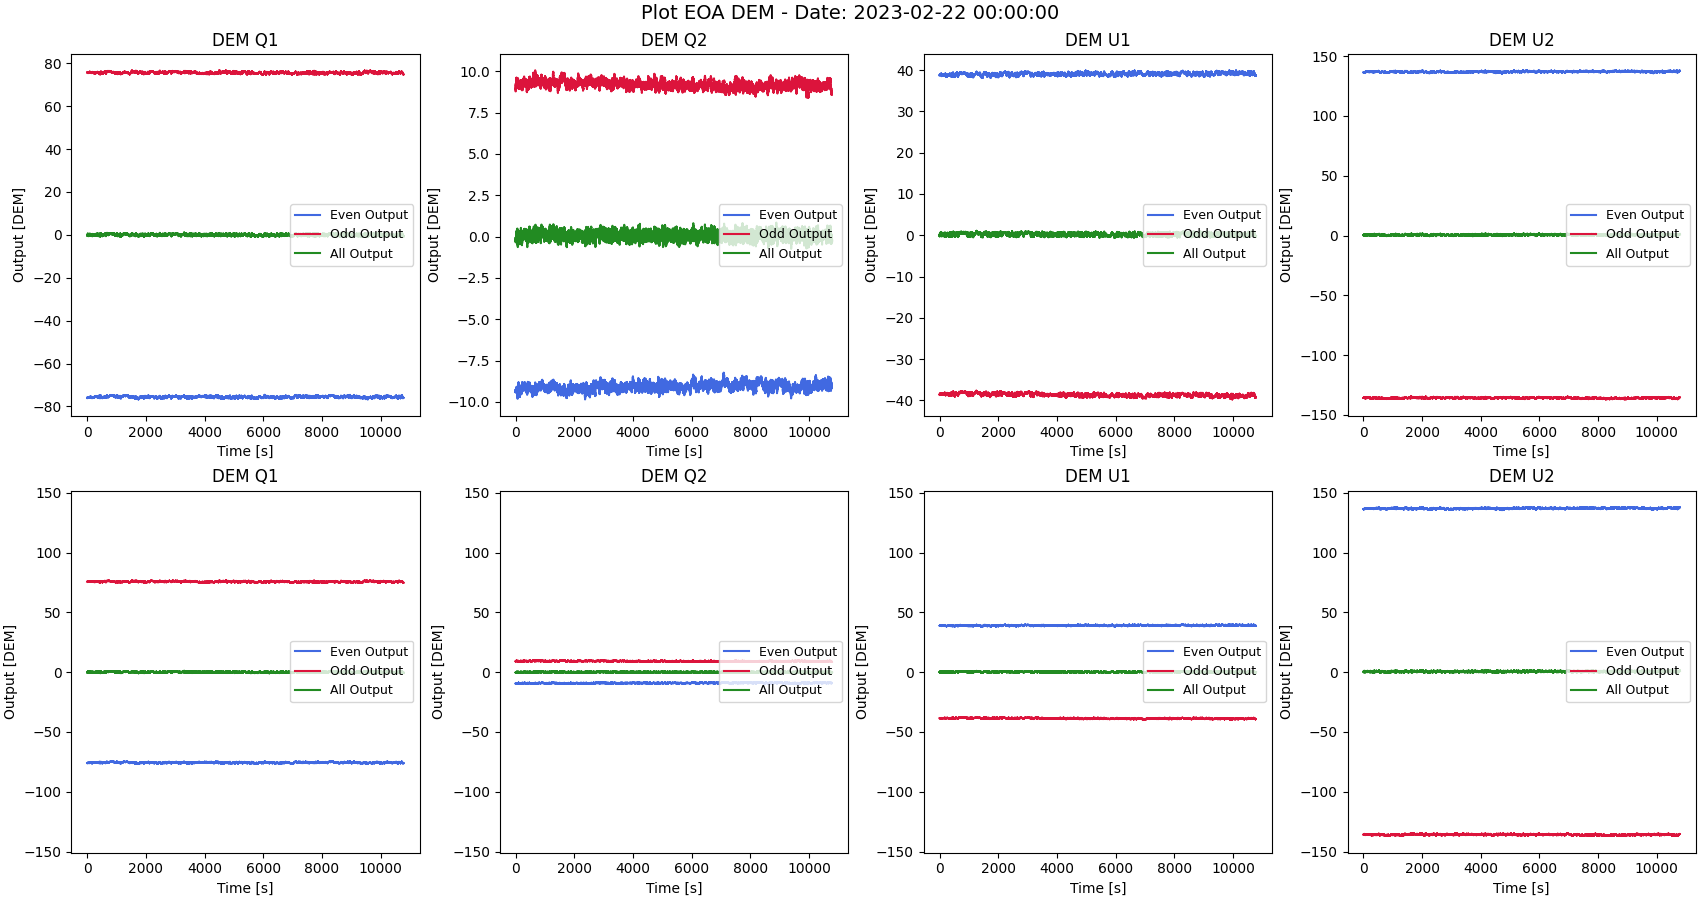 Plot EOA DEM - Date: 2023-02-22 00:00:00
DEM Q1
80
60
40
20
0
−20
−40
−60
−80
Output [DEM]
0 2000 4000 6000 8000 10000
Time [s]
Even Output
Odd Output
All Output
DEM Q2
10.0
7.5
5.0
2.5
0.0
−2.5
−5.0
−7.5
−10.0
Output [DEM]
0 2000 4000 6000 8000 10000
Time [s]
Even Output
Odd Output
All Output
DEM U1
40
30
20
10
0
−10
−20
−30
−40
Output [DEM]
0 2000 4000 6000 8000 10000
Time [s]
Even Output
Odd Output
All Output
DEM U2
150
100
50
0
−50
−100
−150
Output [DEM]
0 2000 4000 6000 8000 10000
Time [s]
Even Output
Odd Output
All Output
DEM Q1
150
100
50
0
−50
−100
−150
Output [DEM]
0 2000 4000 6000 8000 10000
Time [s]
Even Output
Odd Output
All Output
DEM Q2
150
100
50
0
−50
−100
−150
Output [DEM]
0 2000 4000 6000 8000 10000
Time [s]
Even Output
Odd Output
All Output
DEM U1
150
100
50
0
−50
−100
−150
Output [DEM]
0 2000 4000 6000 8000 10000
Time [s]
Even Output
Odd Output
All Output
DEM U2
150
100
50
0
−50
−100
−150
Output [DEM]
0 2000 4000 6000 8000 10000
Time [s]
Even Output
Odd Output
All Output